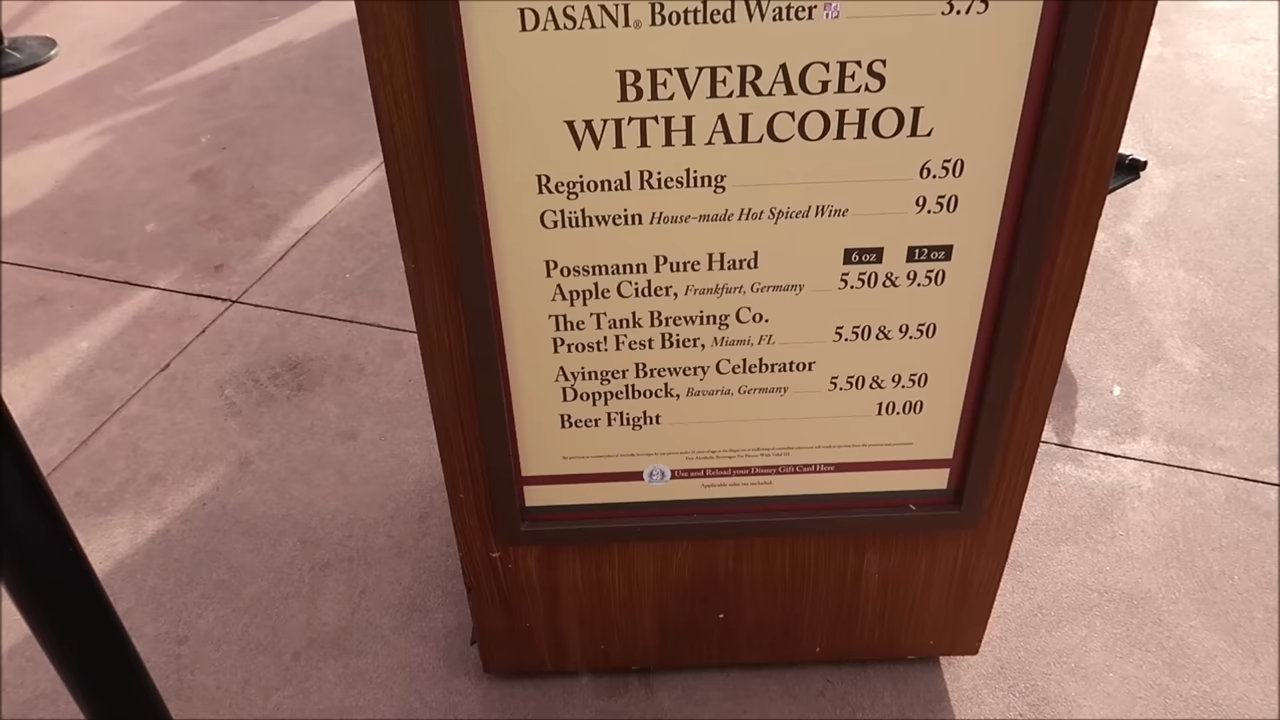 DASANI® Bottled Water 3.75
BEVERAGES
WITH ALCOHOL
Regional Riesling 6.50
Glühwein House-made Hot Spiced Wine 9.50
6 oz 12 oz
Possmann Pure Hard
Apple Cider, Frankfurt, Germany 5.50 & 9.50
The Tank Brewing Co.
Prost! Fest Bier, Miami, FL 5.50 & 9.50
Ayinger Brewery Celebrator
Doppelbock, Bavaria, Germany 5.50 & 9.50
Beer Flight 10.00
Use and Reload your Disney Gift Card Here
Applicable sales tax included.